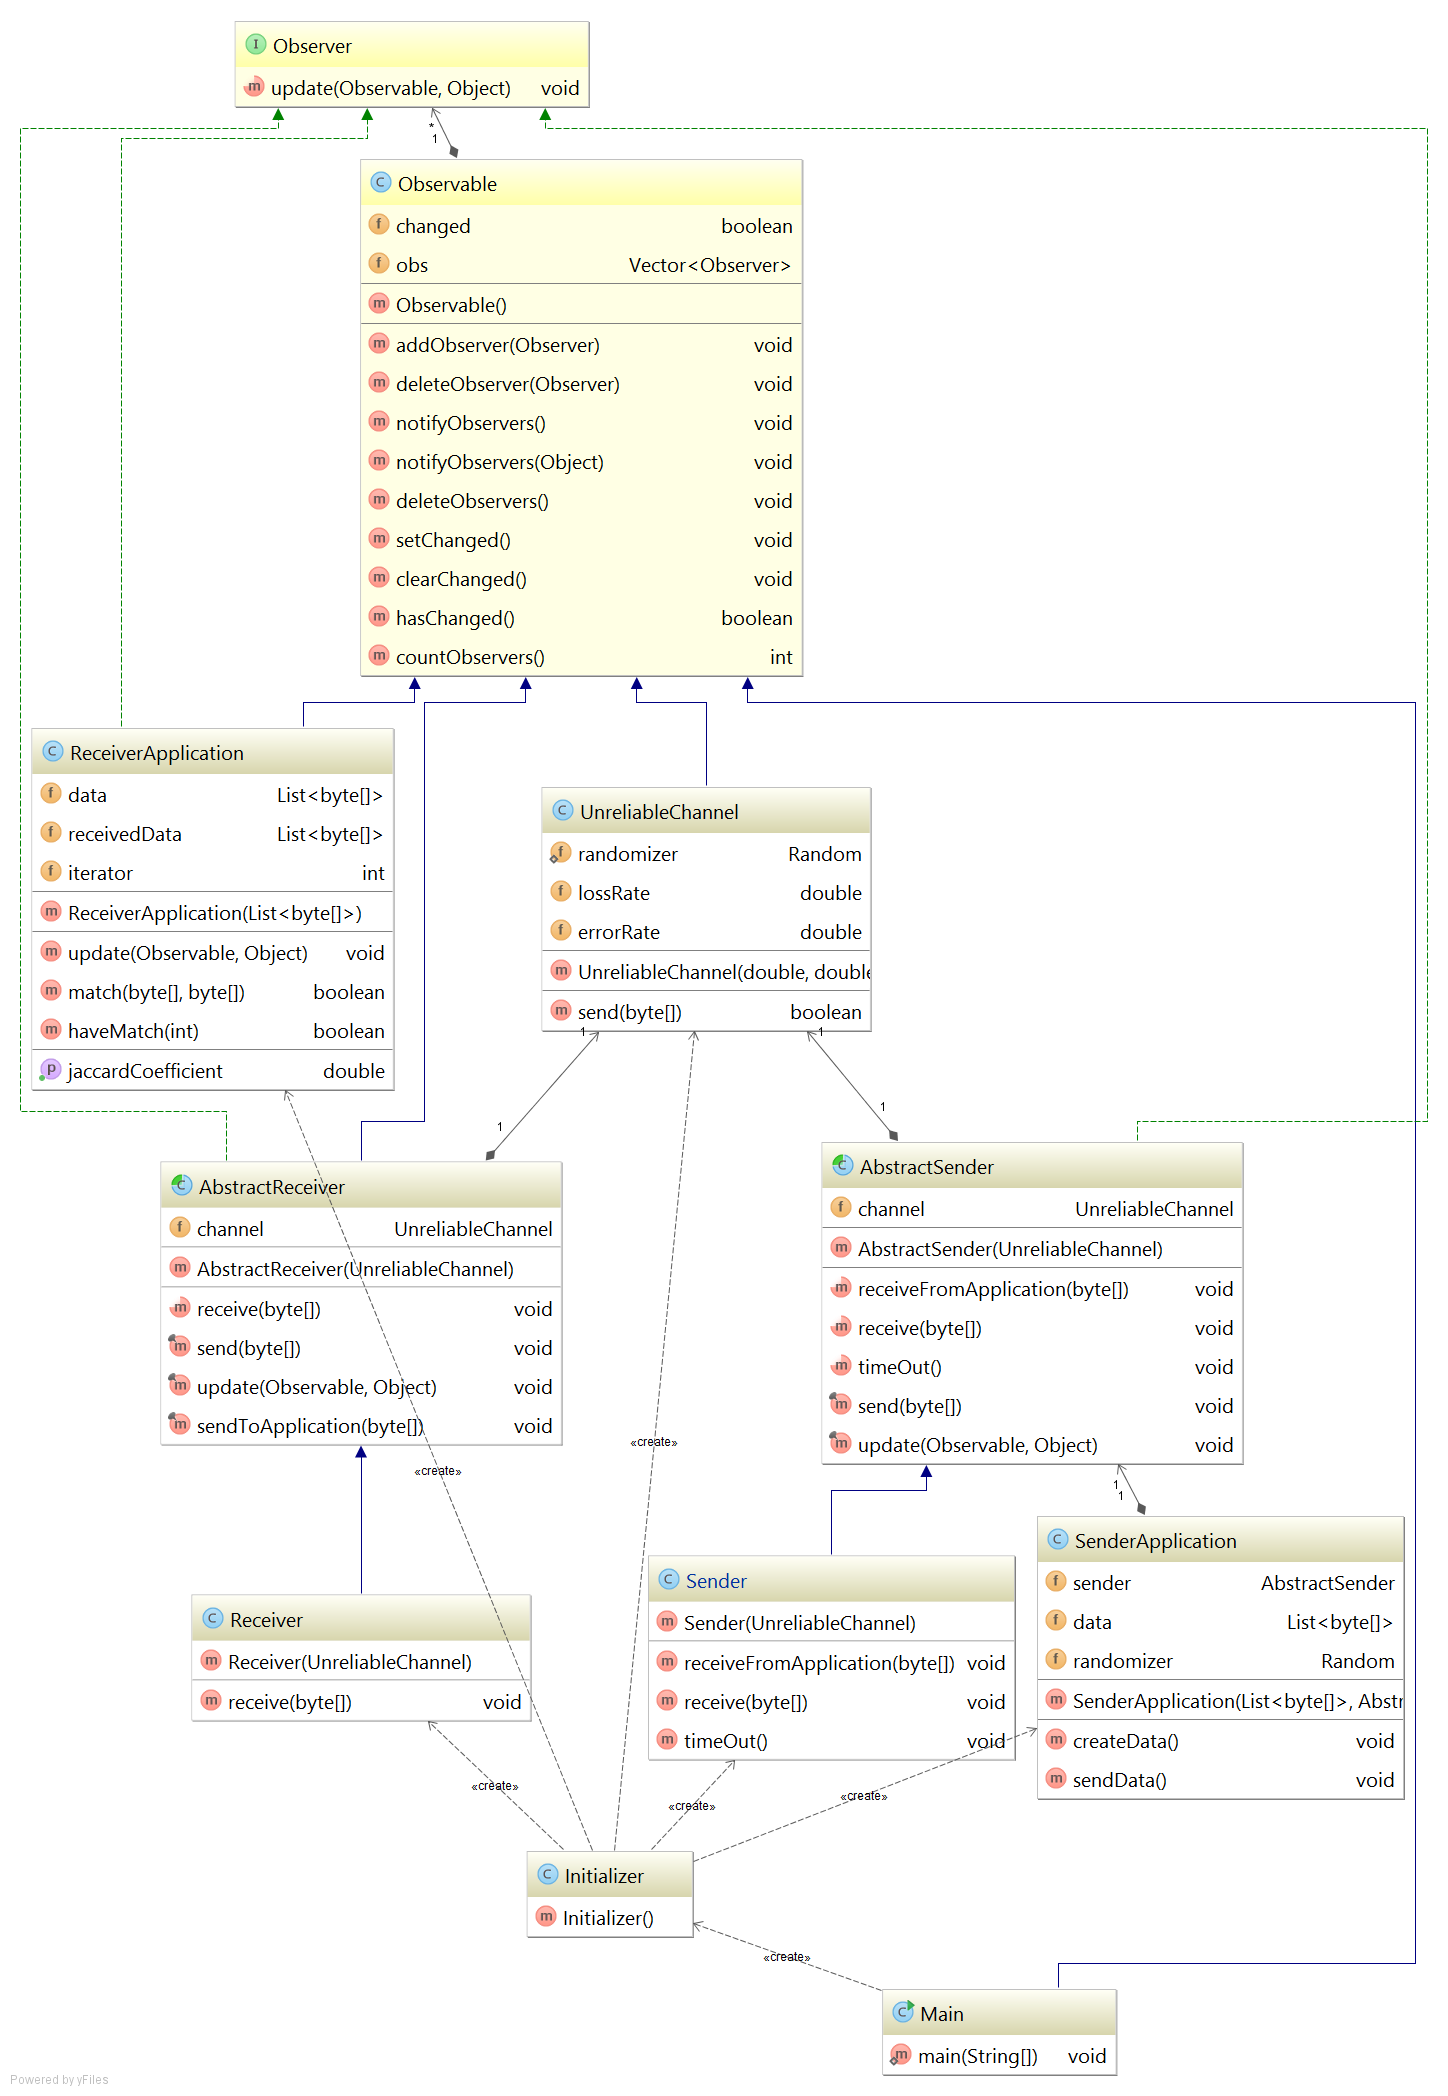 Observer
update(Observable, Object) void
*
1
Observable
changed boolean
obs Vector<Observer>
Observable()
addObserver(Observer) void
deleteObserver(Observer) void
notifyObservers() void
notifyObservers(Object) void
deleteObservers() void
setChanged() void
clearChanged() void
hasChanged() boolean
countObservers() int
ReceiverApplication
data List<byte[]>
receivedData List<byte[]>
iterator int
ReceiverApplication(List<byte[]>)
update(Observable, Object) void
match(byte[], byte[]) boolean
haveMatch(int) boolean
jaccardCoefficient double
UnreliableChannel
randomizer Random
lossRate double
errorRate double
UnreliableChannel(double, double
send(byte[]) boolean
1
1
1
1
AbstractReceiver
channel UnreliableChannel
AbstractReceiver(UnreliableChannel)
receive(byte[]) void
send(byte[]) void
update(Observable, Object) void
sendToApplication(byte[]) void
AbstractSender
channel UnreliableChannel
AbstractSender(UnreliableChannel)
receiveFromApplication(byte[]) void
receive(byte[]) void
timeOut() void
send(byte[]) void
update(Observable, Object) void
«create»
«create»
1
1
SenderApplication
sender AbstractSender
data List<byte[]>
randomizer Random
SenderApplication(List<byte[]>, Abstr
createData() void
sendData() void
Sender
Sender(UnreliableChannel)
receiveFromApplication(byte[]) void
receive(byte[]) void
timeOut() void
Receiver
Receiver(UnreliableChannel)
receive(byte[]) void
«create»
«create»
«create»
Initializer
Initializer()
«create»
Main
main(String[]) void
Powered by yFiles